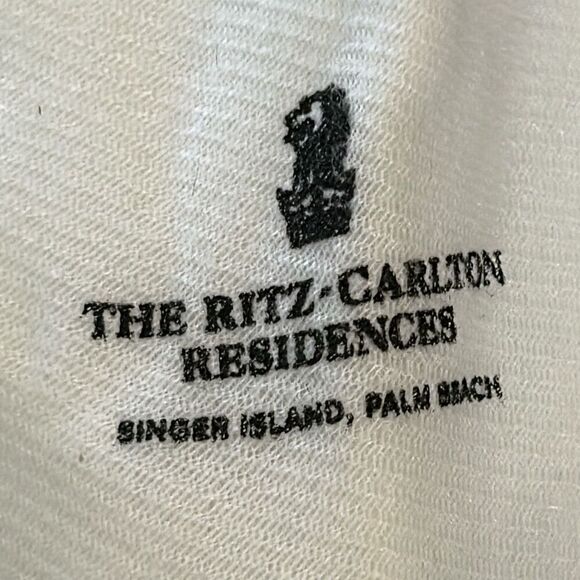 THE RITZ-CARLTON
RESIDENCES
SINGER ISLAND, PALM BEACH